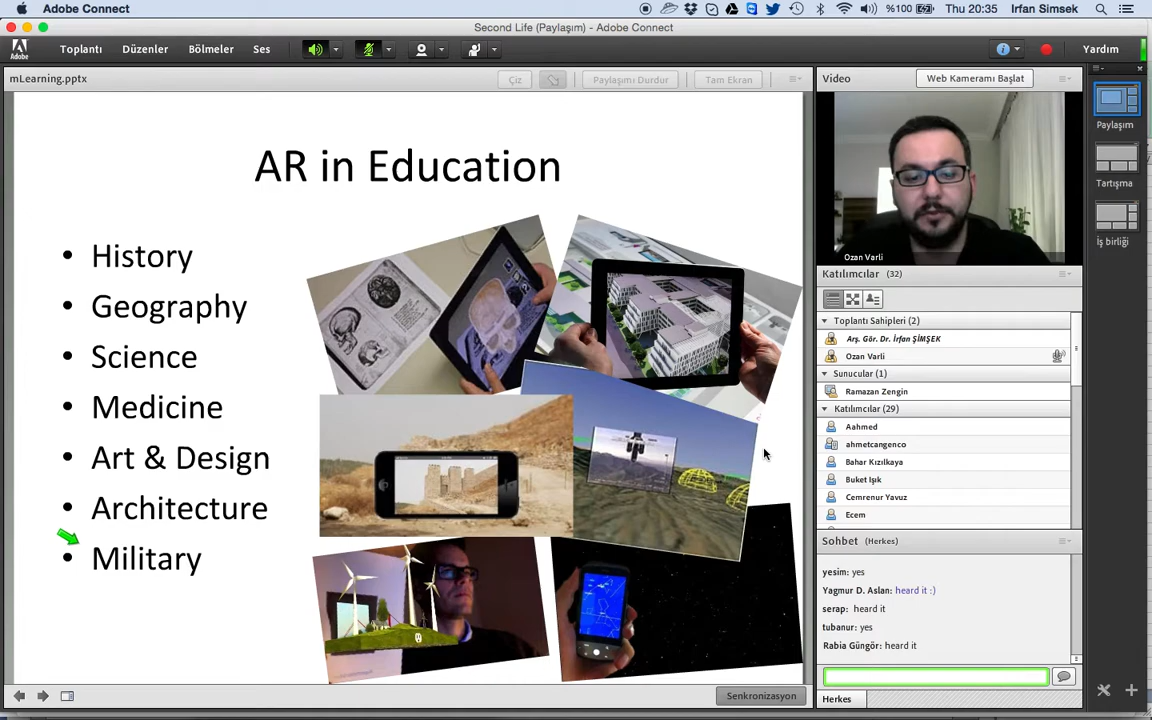 Adobe Connect
%100
Thu 20:35
Irfan Simsek
Second Life (Paylaşım) - Adobe Connect
Adobe
Toplantı
Düzenler
Bölmeler
Ses
Yardım
mLearning.pptx
Çiz
Paylaşımı Durdur
Tam Ekran
AR in Education
• History
• Geography
• Science
• Medicine
• Art & Design
• Architecture
• Military
Senkronizasyon
Video
Web Kameramı Başlat
Ozan Varli
Katılımcılar (32)
Toplantı Sahipleri (2)
Arş. Gör. Dr. İrfan ŞİMŞEK
Ozan Varli
Sunucular (1)
Ramazan Zengin
Katılımcılar (29)
Aahmed
ahmetcangenco
Bahar Kızılkaya
Buket Işık
Cemrenur Yavuz
Ecem
Sohbet (Herkes)
yesim: yes
Yagmur D. Aslan: heard it :)
serap: heard it
tubanur: yes
Rabia Güngör: heard it
Herkes
Paylaşım
Tartışma
İş birliği